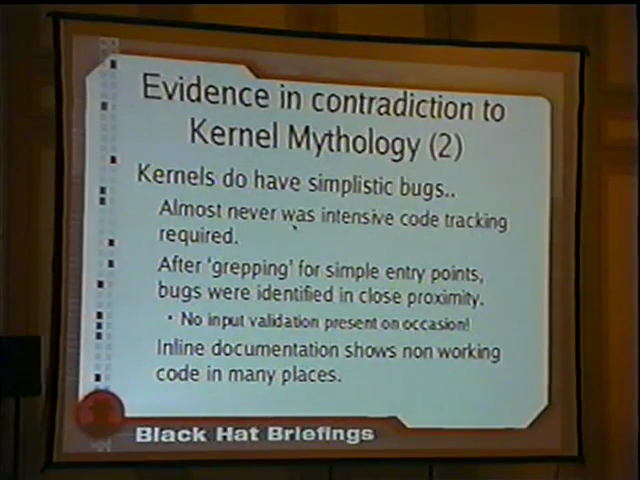 Evidence in contradiction to
Kernel Mythology (2)
Kernels do have simplistic bugs..
Almost never was intensive code tracking
required.
After 'grepping' for simple entry points,
bugs were identified in close proximity.
• No input validation present on occasion!
Inline documentation shows non working
code in many places.
Black Hat Briefings